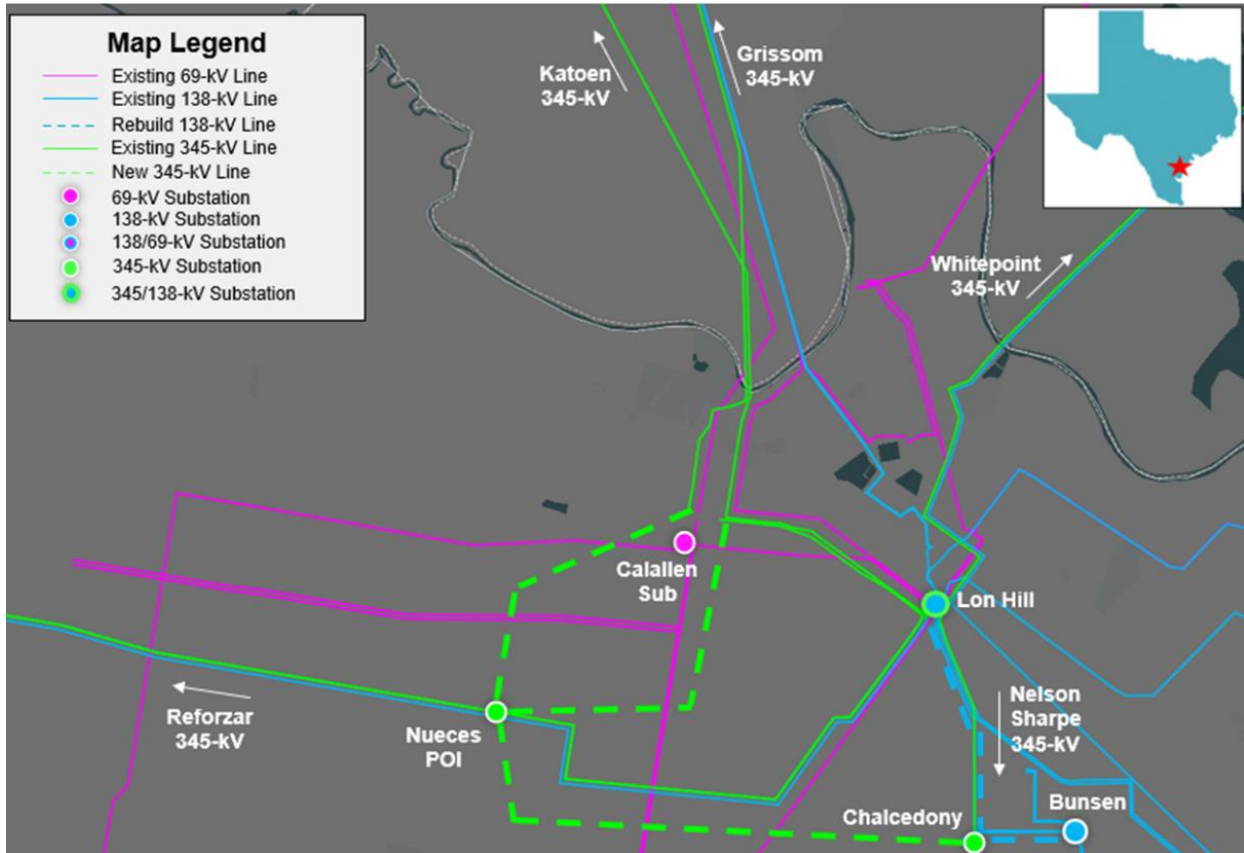 Map Legend
Existing 69-kV Line
Existing 138-kV Line
Rebuild 138-kV Line
Existing 345-kV Line
New 345-kV Line
69-kV Substation
138-kV Substation
138/69-kV Substation
345-kV Substation
345/138-kV Substation
Katoen
345-kV
Grissom
345-kV
Whitepoint
345-kV
Calallen
Sub
Lon Hill
Reforzar
345-kV
Nueces
POI
Nelson
Sharpe
345-kV
Chalcedony
Bunsen